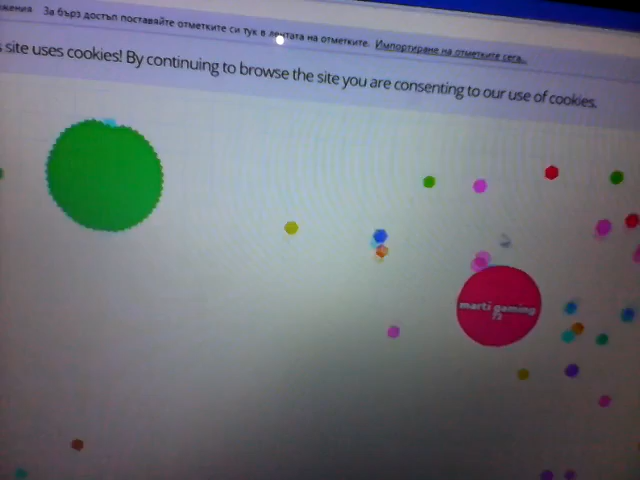 За бърз достъп поставяйте отметките си тук в лентата на отметките. Импортиране на отметките сега...
site uses cookies! By continuing to browse the site you are consenting to our use of cookies.
marti gaming